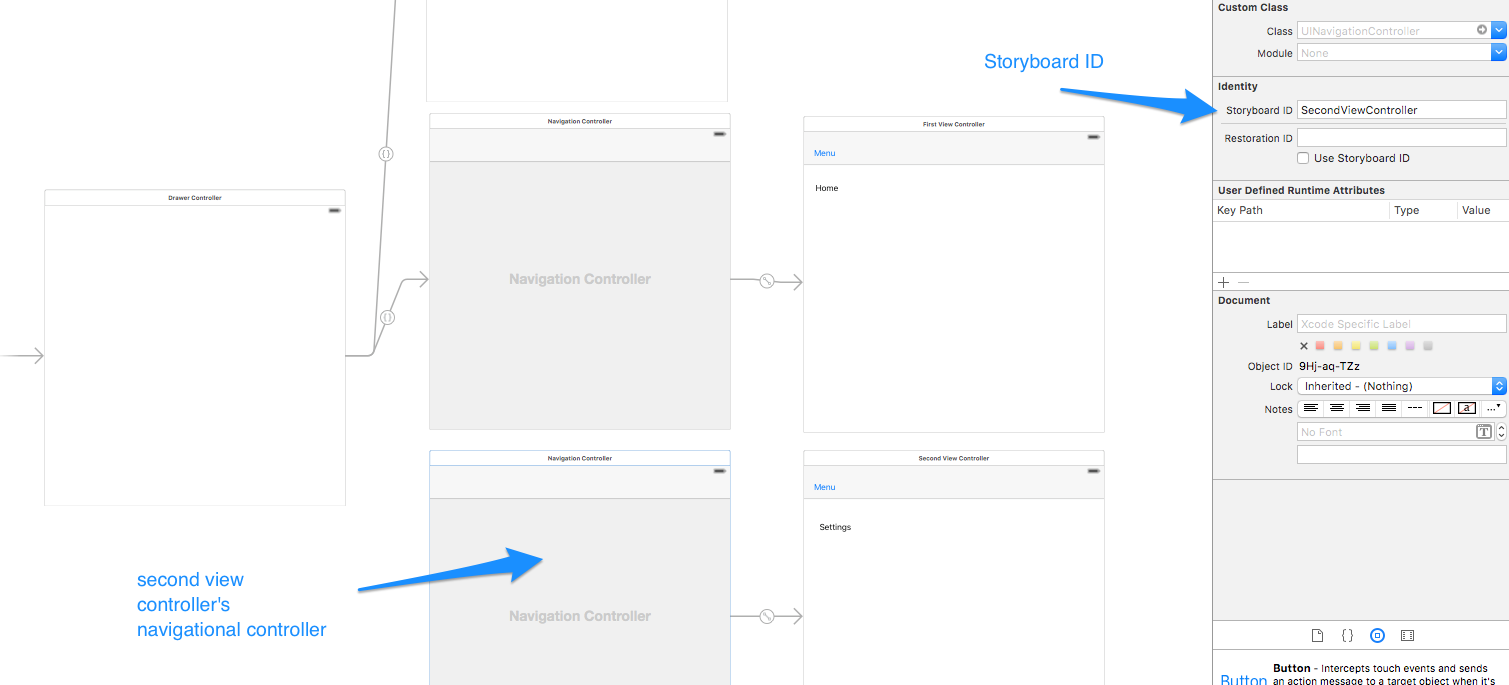 Storyboard ID
second view
controller's
navigational controller
Drawer Controller
Navigation Controller
Navigation Controller
First View Controller
Menu
Home
Navigation Controller
Navigation Controller
Second View Controller
Menu
Settings
Custom Class
Class UINavigationController
Module None
Identity
Storyboard ID SecondViewController
Restoration ID
Use Storyboard ID
User Defined Runtime Attributes
Key Path Type Value
Document
Label Xcode Specific Label
Object ID 9Hj-aq-TZz
Lock Inherited - (Nothing)
Notes
No Font
Button Button - Intercepts touch events and sends
an action message to a target object when it's